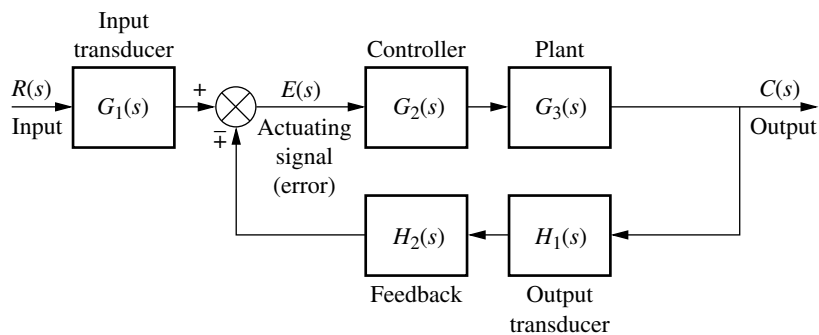 Input
transducer
Controller
Plant
R(s)
G₁(s)
+
E(s)
G₂(s)
G₃(s)
C(s)
Input
∓
Actuating
signal
(error)
Output
H₂(s)
H₁(s)
Feedback
Output
transducer